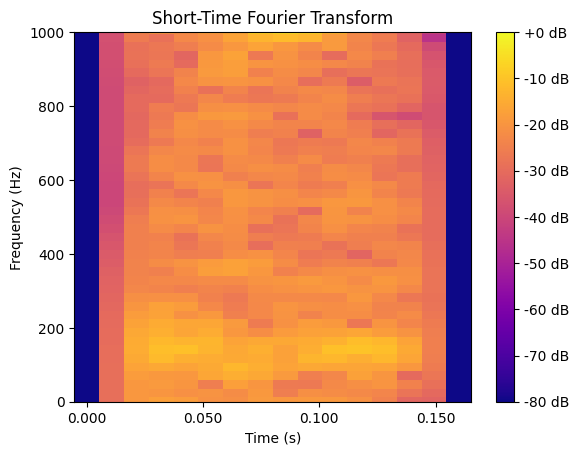 Short-Time Fourier Transform
Frequency (Hz)
1000
800
600
400
200
0
0.000
0.050
0.100
0.150
Time (s)
+0 dB
-10 dB
-20 dB
-30 dB
-40 dB
-50 dB
-60 dB
-70 dB
-80 dB